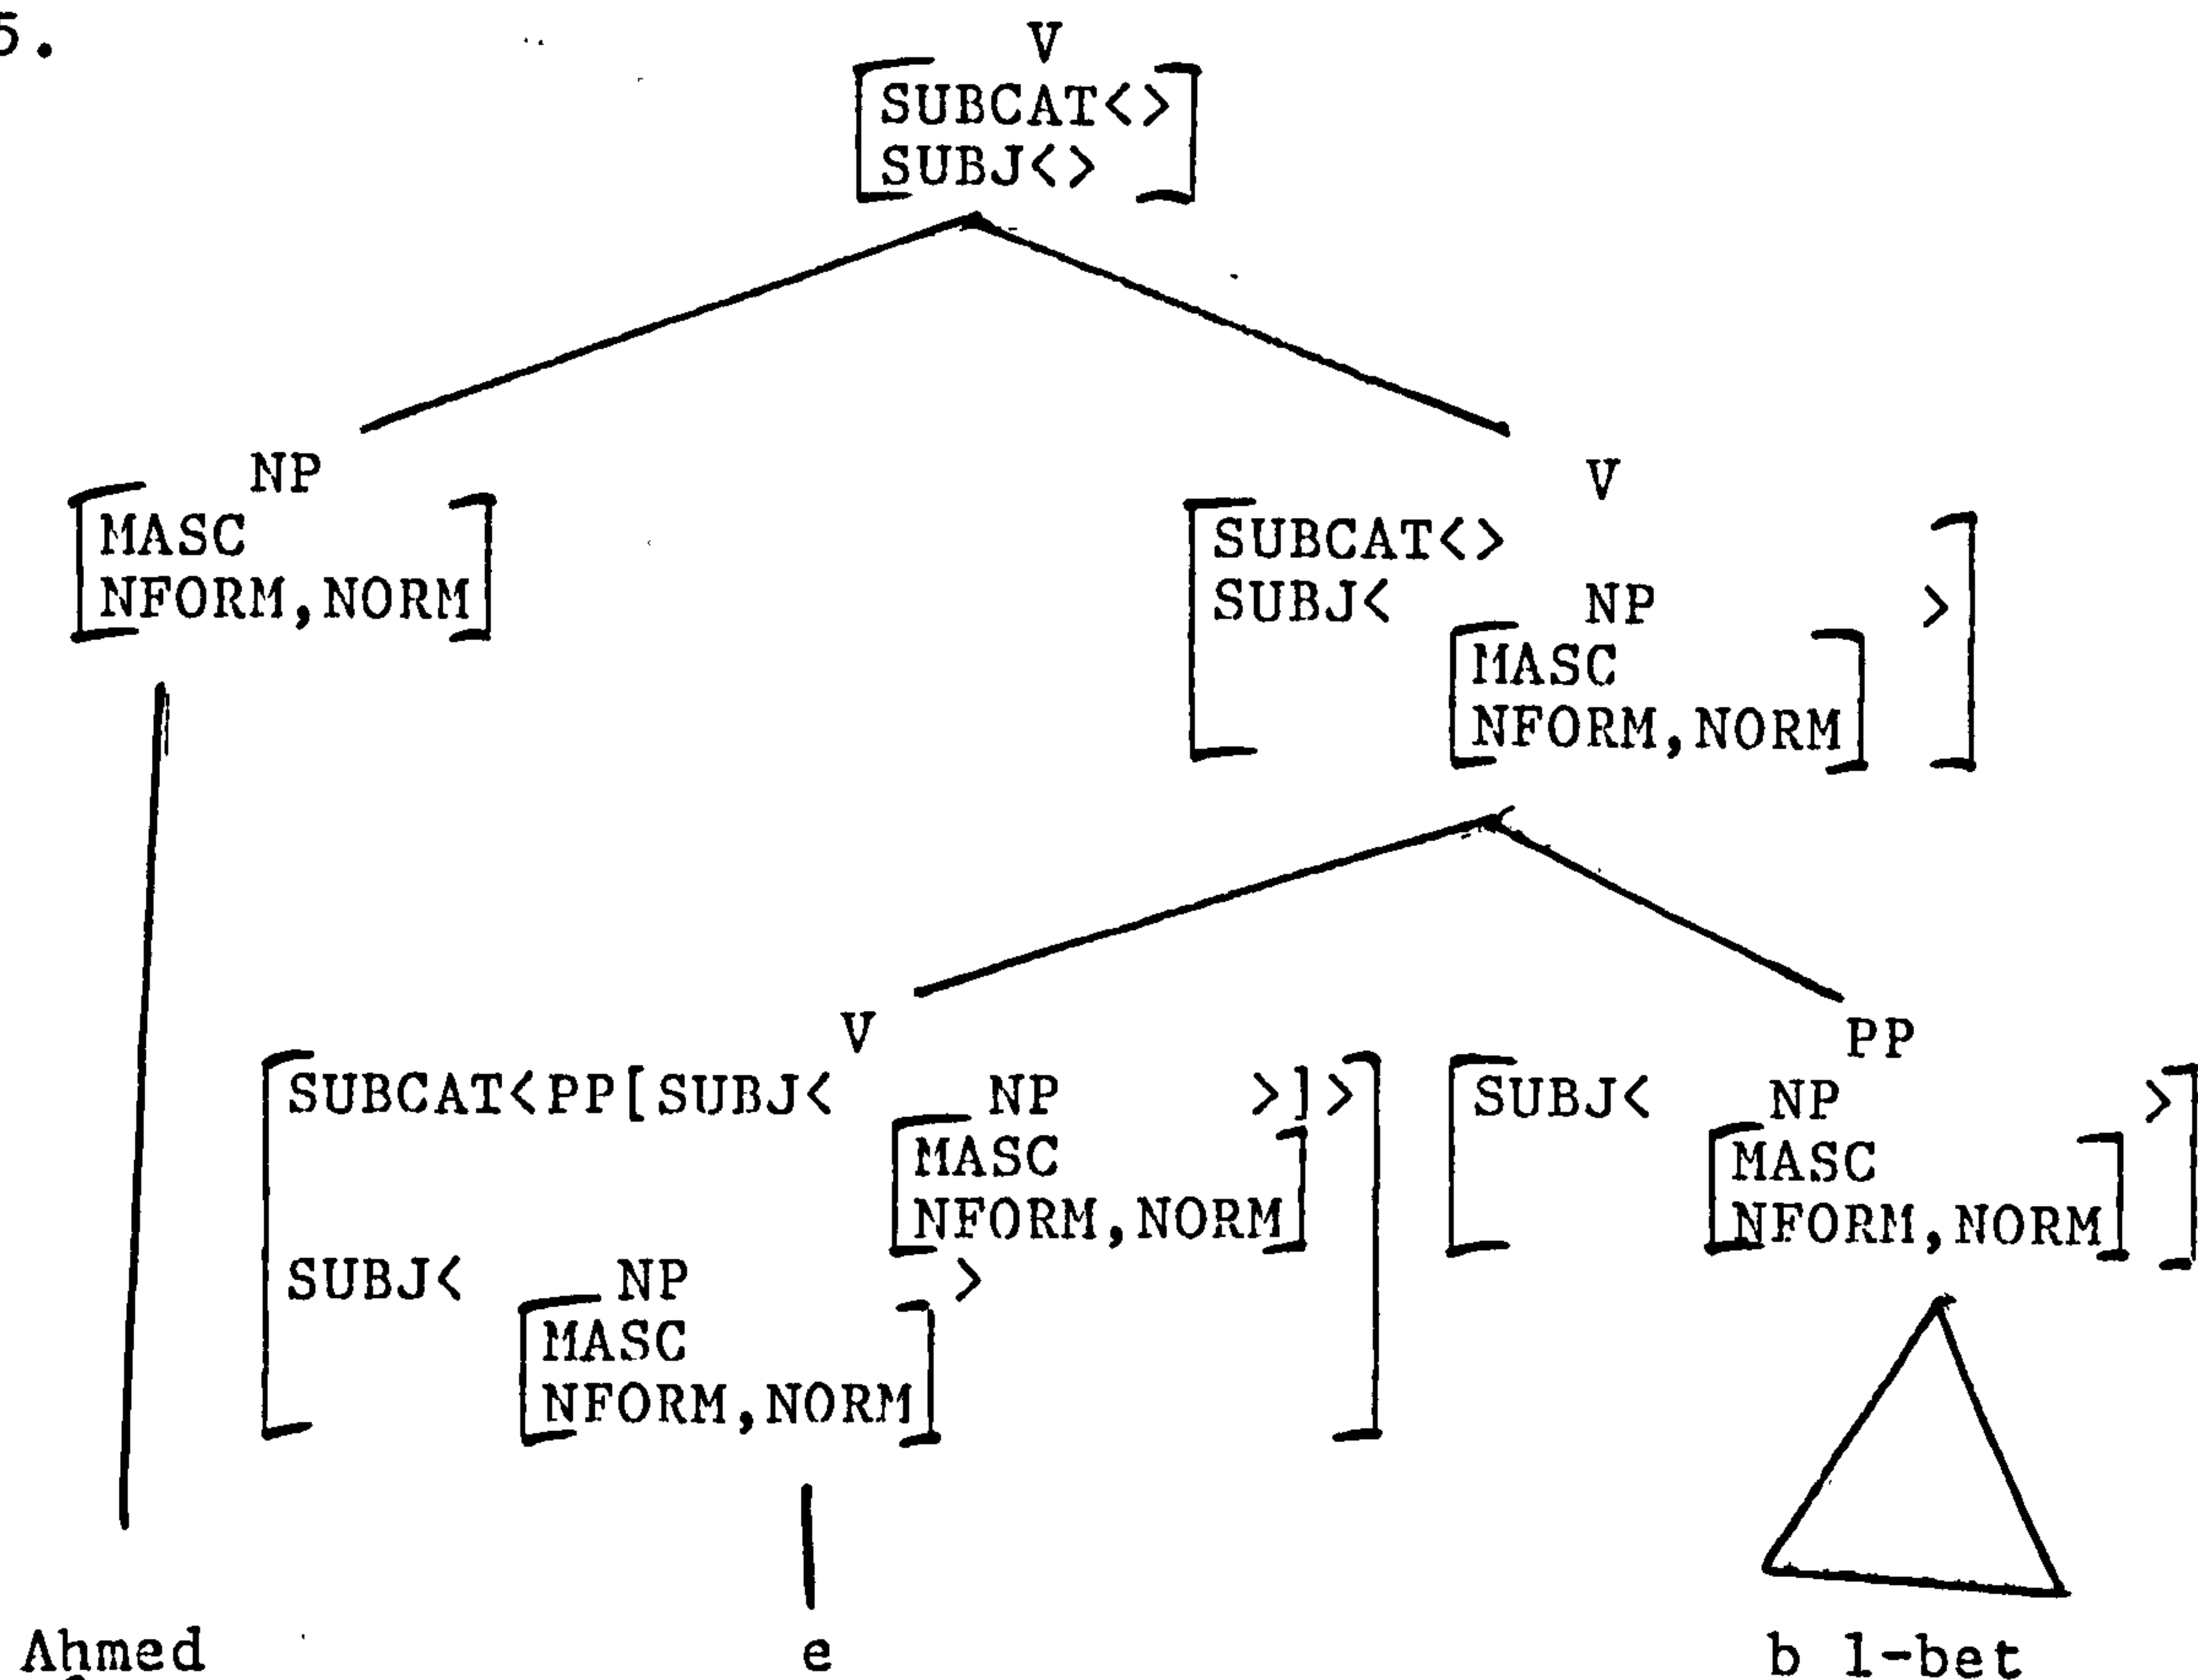 5.
V
SUBCAT<>
SUBJ<>
NP
MASC
NFORM,NORM
V
SUBCAT<>
SUBJ< NP >
MASC
NFORM,NORM
V
SUBCAT<PP[SUBJ< NP >]>
MASC
NFORM,NORM
SUBJ< NP >
MASC
NFORM,NORM
PP
SUBJ< NP >
MASC
NFORM,NORM
Ahmed e b l-bet